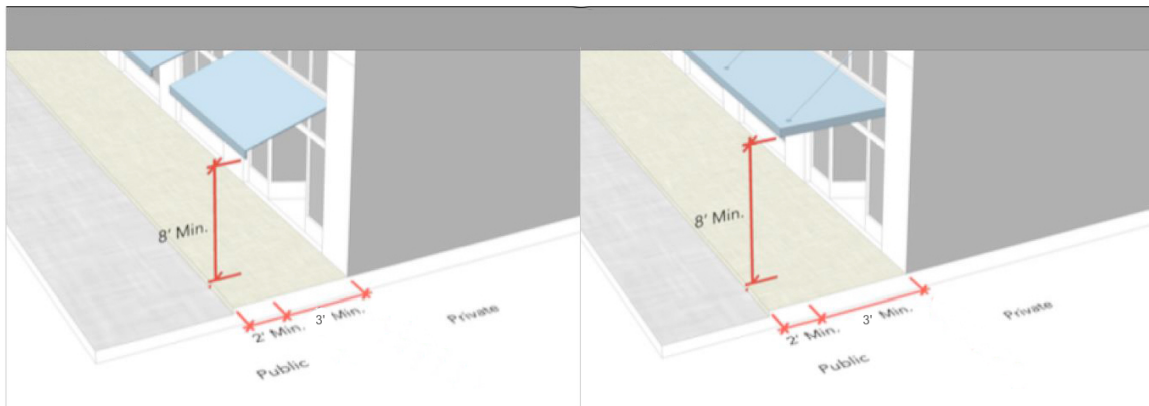 8' Min.
2' Min.
3' Min.
Private
Public
8' Min.
2' Min.
3' Min.
Private
Public